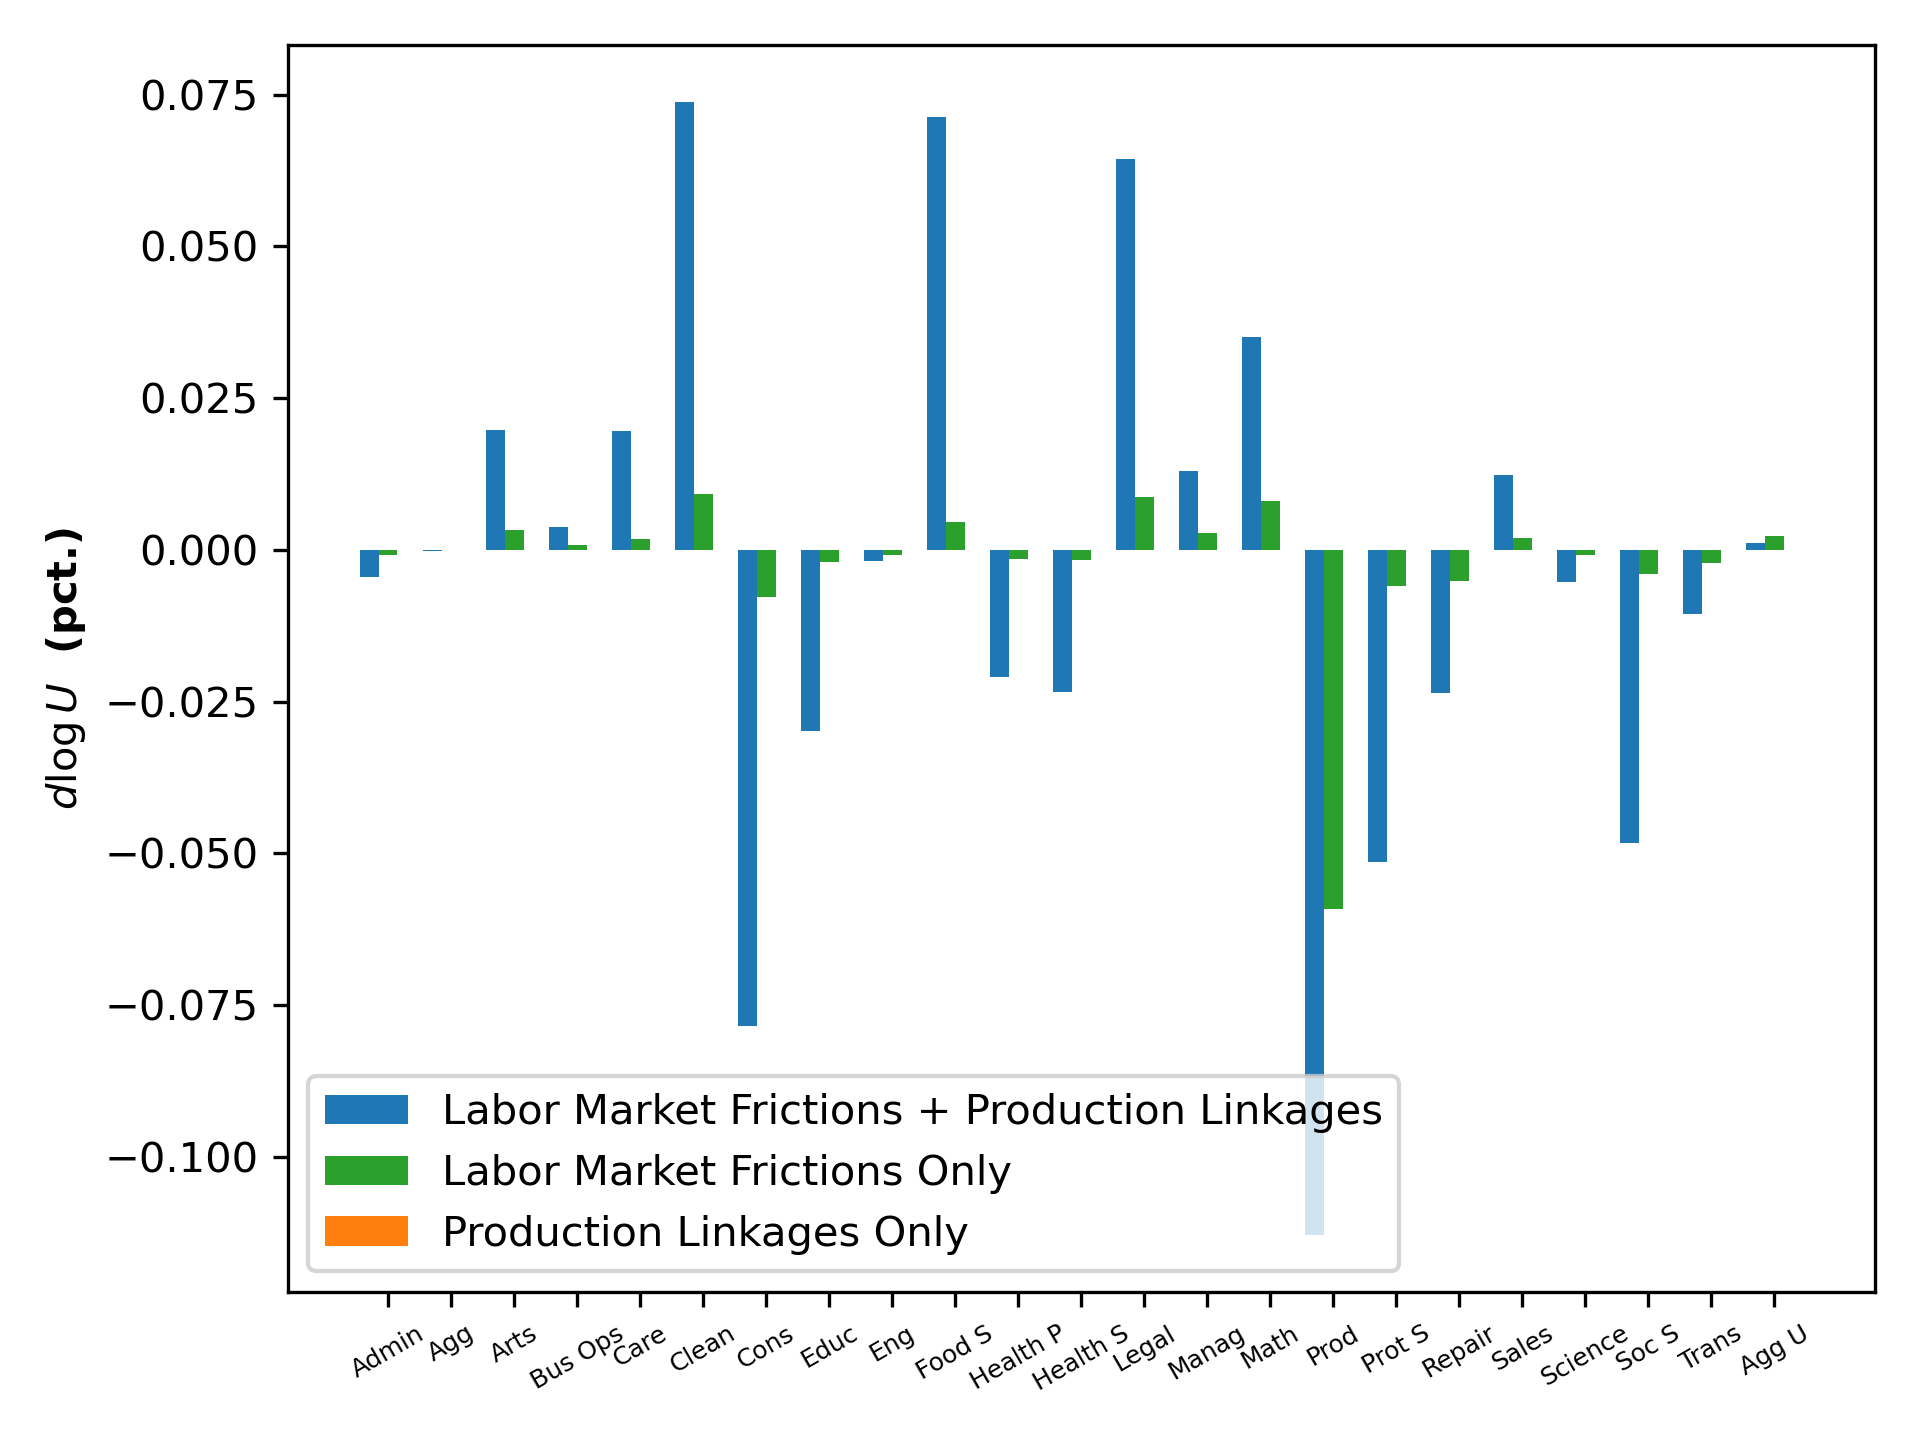 0.075
0.050
0.025
0.000
−0.025
−0.050
−0.075
−0.100
d log U (pct.)
Labor Market Frictions + Production Linkages
Labor Market Frictions Only
Production Linkages Only
Admin
Agg
Arts
Bus Ops
Care
Clean
Cons
Educ
Eng
Food S
Health P
Health S
Legal
Manag
Math
Prod
Prot S
Repair
Sales
Science
Soc S
Trans
Agg U